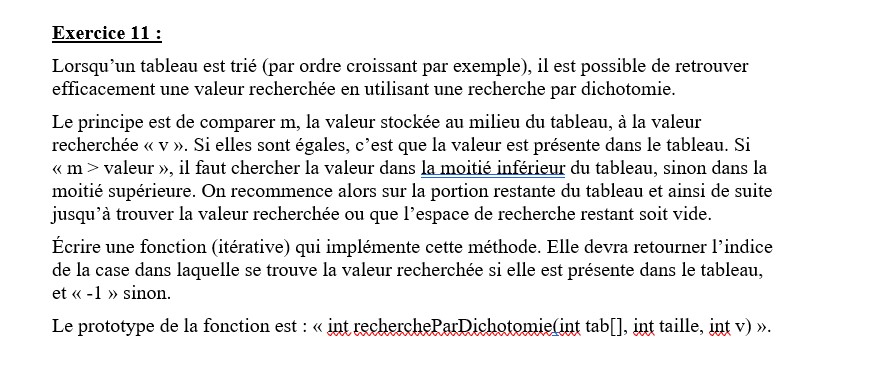 Exercice 11 :
Lorsqu’un tableau est trié (par ordre croissant par exemple), il est possible de retrouver
efficacement une valeur recherchée en utilisant une recherche par dichotomie.
Le principe est de comparer m, la valeur stockée au milieu du tableau, à la valeur
recherchée « v ». Si elles sont égales, c’est que la valeur est présente dans le tableau. Si
« m > valeur », il faut chercher la valeur dans la moitié inférieur du tableau, sinon dans la
moitié supérieure. On recommence alors sur la portion restante du tableau et ainsi de suite
jusqu’à trouver la valeur recherchée ou que l’espace de recherche restant soit vide.
Écrire une fonction (itérative) qui implémente cette méthode. Elle devra retourner l’indice
de la case dans laquelle se trouve la valeur recherchée si elle est présente dans le tableau,
et « -1 » sinon.
Le prototype de la fonction est : « int rechercheParDichotomie(int tab[], int taille, int v) ».